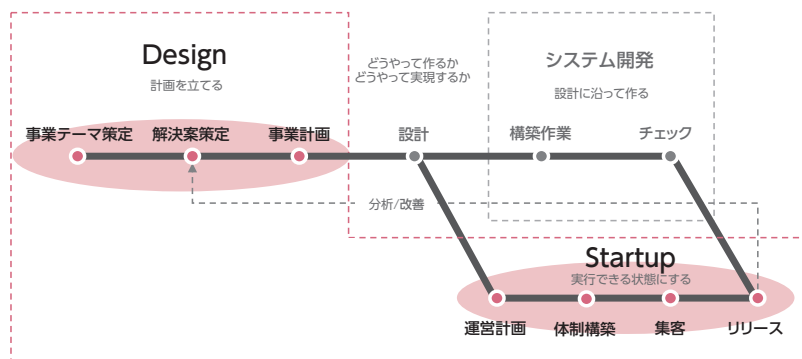 Design
計画を立てる
どうやって作るか
どうやって実現するか
システム開発
設計に沿って作る
事業テーマ策定
解決案策定
事業計画
設計
構築作業
チェック
分析/改善
Startup
実行できる状態にする
運営計画
体制構築
集客
リリース